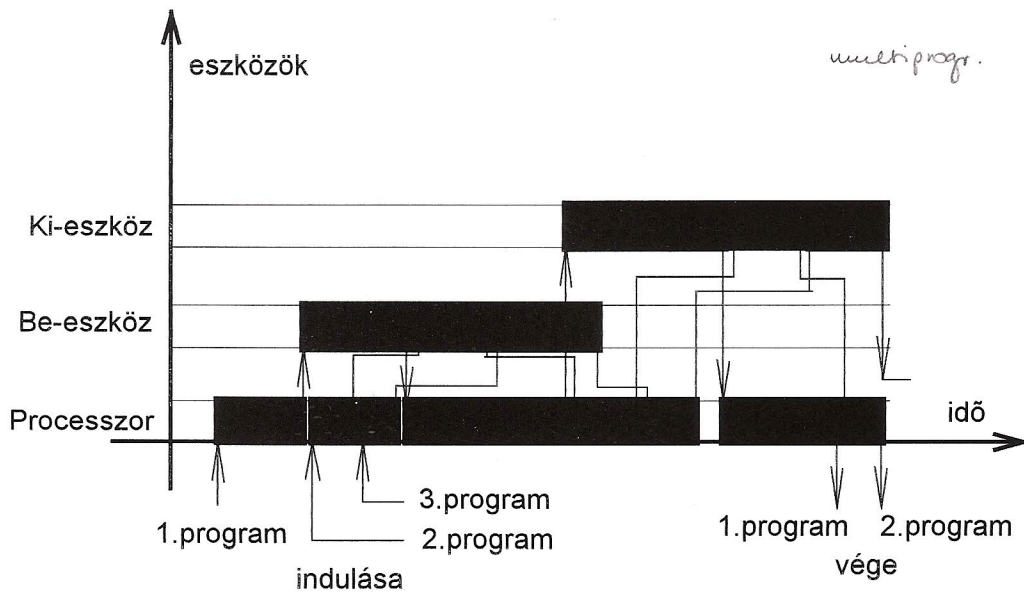 eszközök
multiprogr.
Ki-eszköz
Be-eszköz
Processzor
idõ
3.program
1.program
2.program
indulása
1.program
2.program
vége